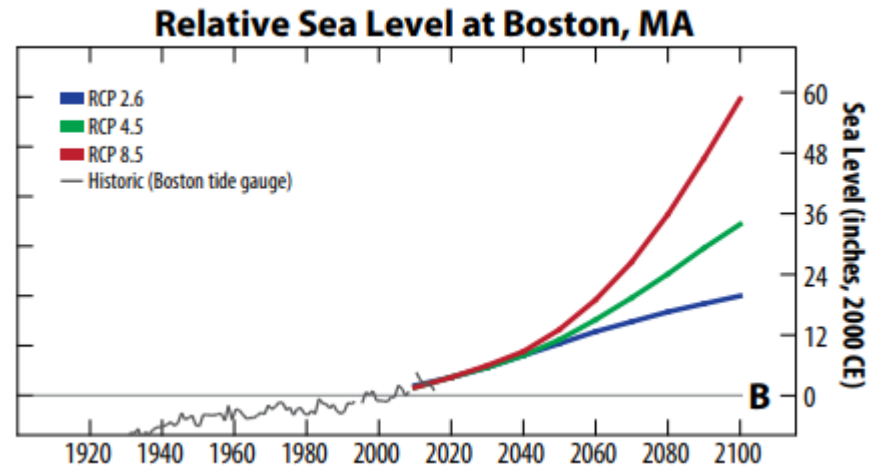 Relative Sea Level at Boston, MA
RCP 2.6
RCP 4.5
RCP 8.5
Historic (Boston tide gauge)
60
48
36
24
12
0
Sea Level (inches, 2000 CE)
B
1920 1940 1960 1980 2000 2020 2040 2060 2080 2100